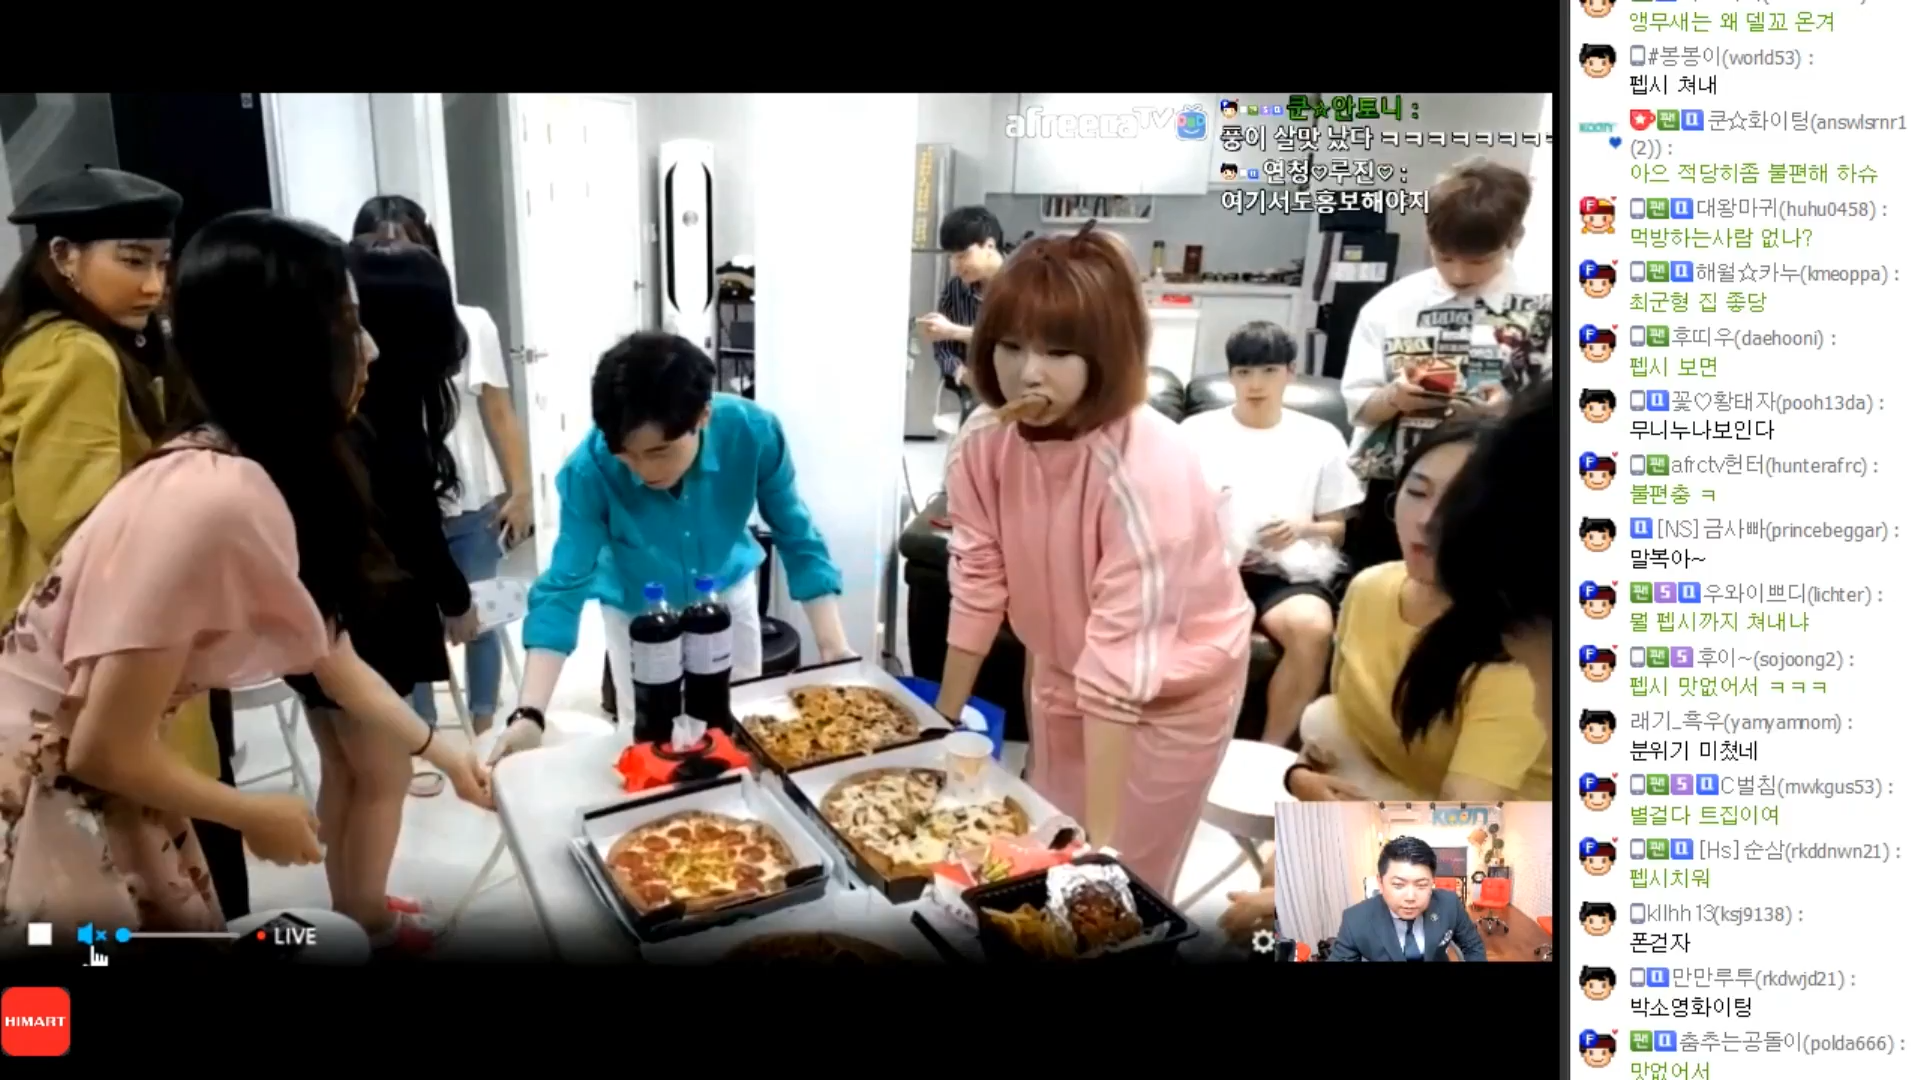 afreecaTV
쿤☆안토니 :
풍이 살맛 났다 ㅋㅋㅋㅋㅋㅋㅋㅋ
연청♡루진♡ :
여기서도홍보해야지
LIVE
HIMART
KOON
앵무새는 왜 델꼬 온겨
#봉봉이(world53) :
펩시 쳐내
쿤☆화이팅(answlsrnr1
(2)) :
아으 적당히좀 불편해 하슈
대왕마귀(huhu0458) :
먹방하는사람 없나?
해월☆카누(kmeoppa) :
최군형 집 좋당
후띠우(daehooni) :
펩시 보면
꽃♡황태자(pooh13da) :
무니누나보인다
afrctv헌터(hunterafrc) :
불편충 ㅋ
[NS]금사빠(princebeggar) :
말복아~
우와이쁘디(lichter) :
뭘 펩시까지 쳐내냐
후이~(sojoong2) :
펩시 맛없어서 ㅋㅋㅋ
래기_흑우(yamyamnom) :
분위기 미쳤네
C벌침(mwkgus53) :
별걸다 트집이여
[Hs]순삼(rkddnwn21) :
펩시치워
kllhh13(ksj9138) :
폰걷자
만만루투(rkdwjd21) :
박소영화이팅
춤추는공돌이(polda666) :
맛없어서